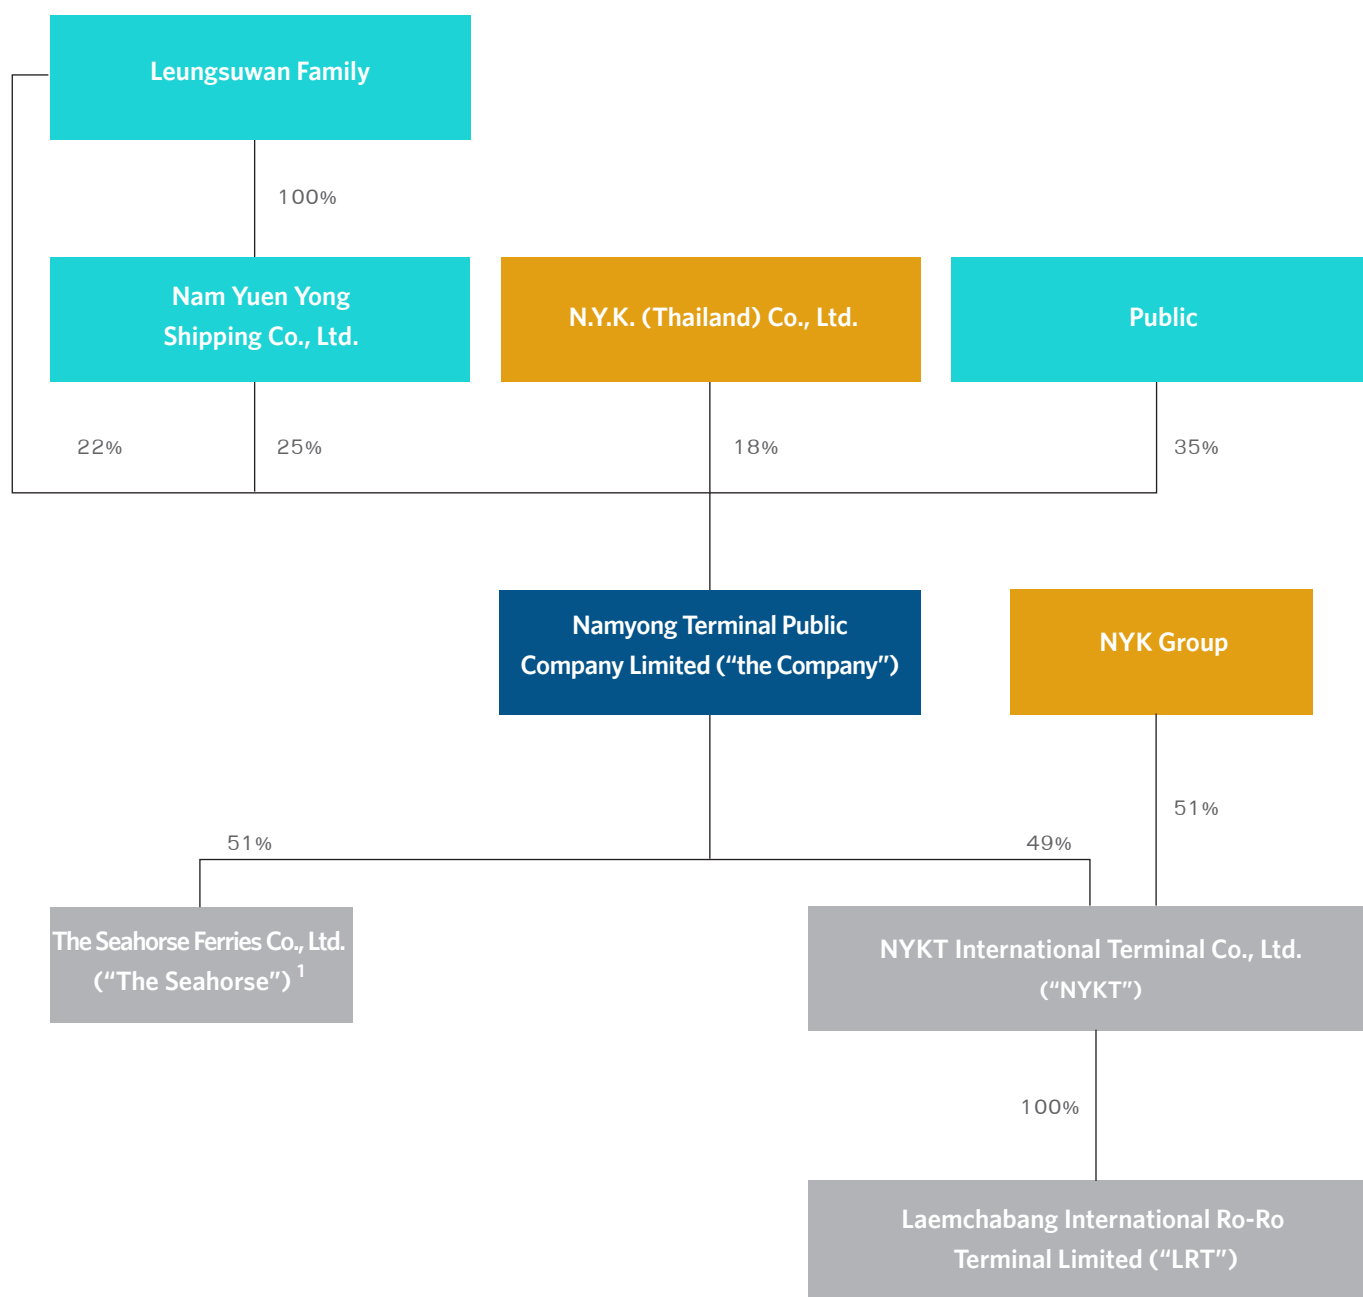 Leungsuwan Family
100%
Nam Yuen Yong
Shipping Co., Ltd.
N.Y.K. (Thailand) Co., Ltd.
Public
22%
25%
18%
35%
Namyong Terminal Public
Company Limited (“the Company”)
NYK Group
51%
51%
49%
The Seahorse Ferries Co., Ltd.
(“The Seahorse”) 1
NYKT International Terminal Co., Ltd.
(“NYKT”)
100%
Laemchabang International Ro-Ro
Terminal Limited (“LRT”)